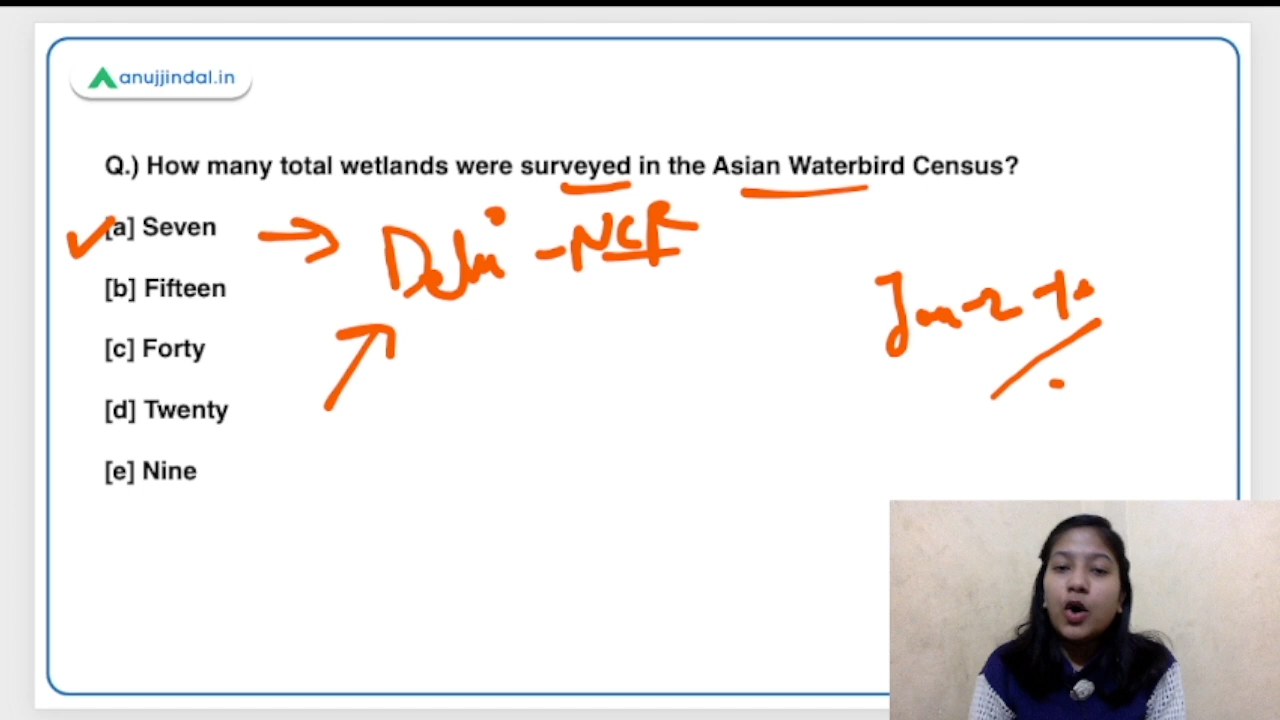 anujjindal.in
Q.) How many total wetlands were surveyed in the Asian Waterbird Census?
[a] Seven
Delhi - NCR
[b] Fifteen
[c] Forty
[d] Twenty
[e] Nine